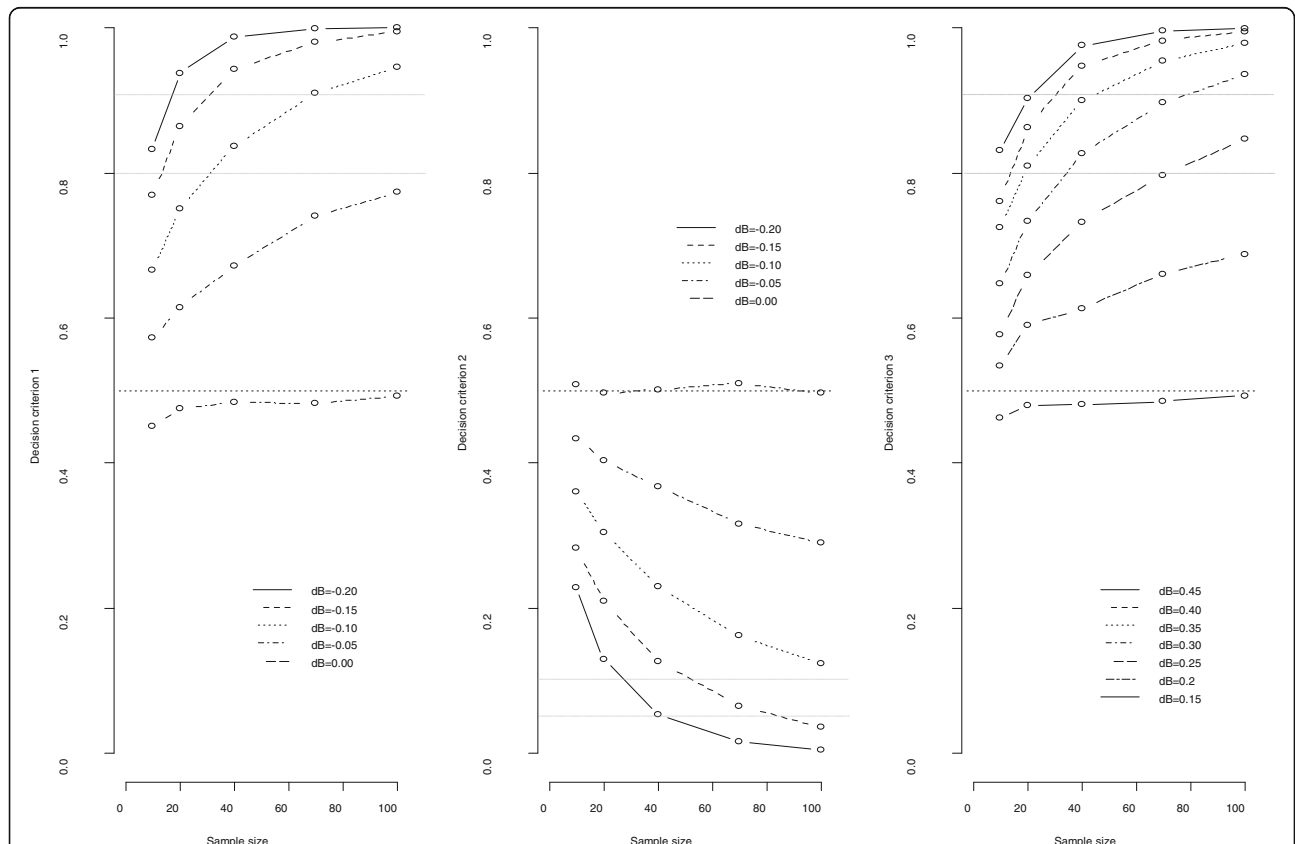 Decision criterion 1
1.0
0.8
0.6
0.4
0.2
0.0
dB=-0.20
dB=-0.15
dB=-0.10
dB=-0.05
dB=0.00
0 20 40 60 80 100
Sample size
Decision criterion 2
1.0
0.8
0.6
0.4
0.2
0.0
dB=-0.20
dB=-0.15
dB=-0.10
dB=-0.05
dB=0.00
0 20 40 60 80 100
Sample size
Decision criterion 3
1.0
0.8
0.6
0.4
0.2
0.0
dB=0.45
dB=0.40
dB=0.35
dB=0.30
dB=0.25
dB=0.2
dB=0.15
0 20 40 60 80 100
Sample size